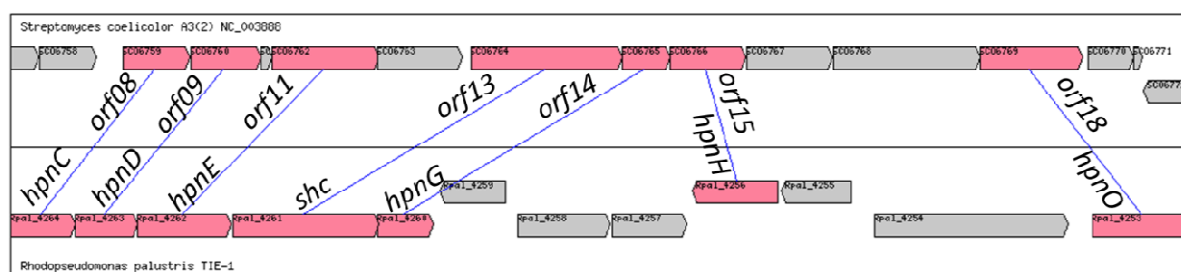 Streptomyces coelicolor A3(2) NC_003888
SCO6758 SCO6759 SCO6760 SC SCO6762 SCO6763 SCO6764 SCO6765 SCO6766 SCO6767 SCO6768 SCO6769 SCO6770 SCO6771
SCO677
orf08 orf09 orf11 orf13 orf14 orf15 orf18
hpnC hpnD hpnE shc hpnG hpnH hpnO
Rpal_4259 Rpal_4256 Rpal_4255
Rpal_4264 Rpal_4263 Rpal_4262 Rpal_4261 Rpal_4260 Rpal_4258 Rpal_4257 Rpal_4254 Rpal_4253
Rhodopseudomonas palustris TIE-1